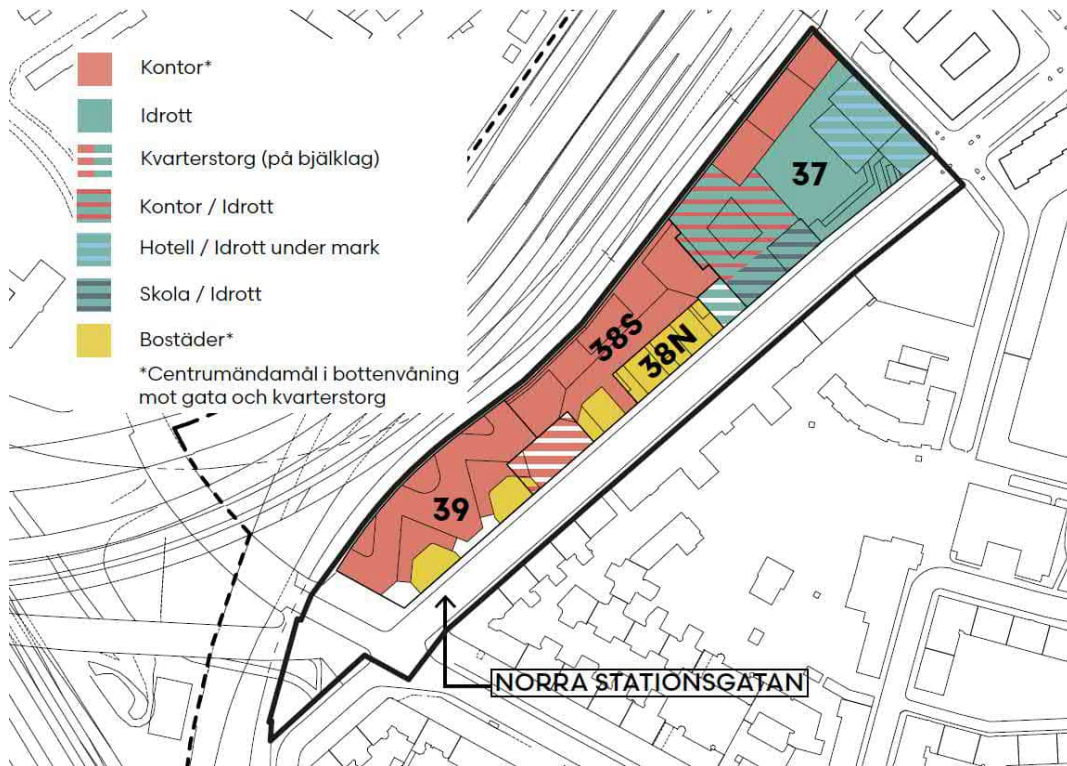 Kontor*
Idrott
Kvarterstorg (på bjälklag)
Kontor / Idrott
Hotell / Idrott under mark
Skola / Idrott
Bostäder*
*Centrumändamål i bottenvåning
mot gata och kvarterstorg
37
38S
38N
39
NORRA STATIONSGATAN